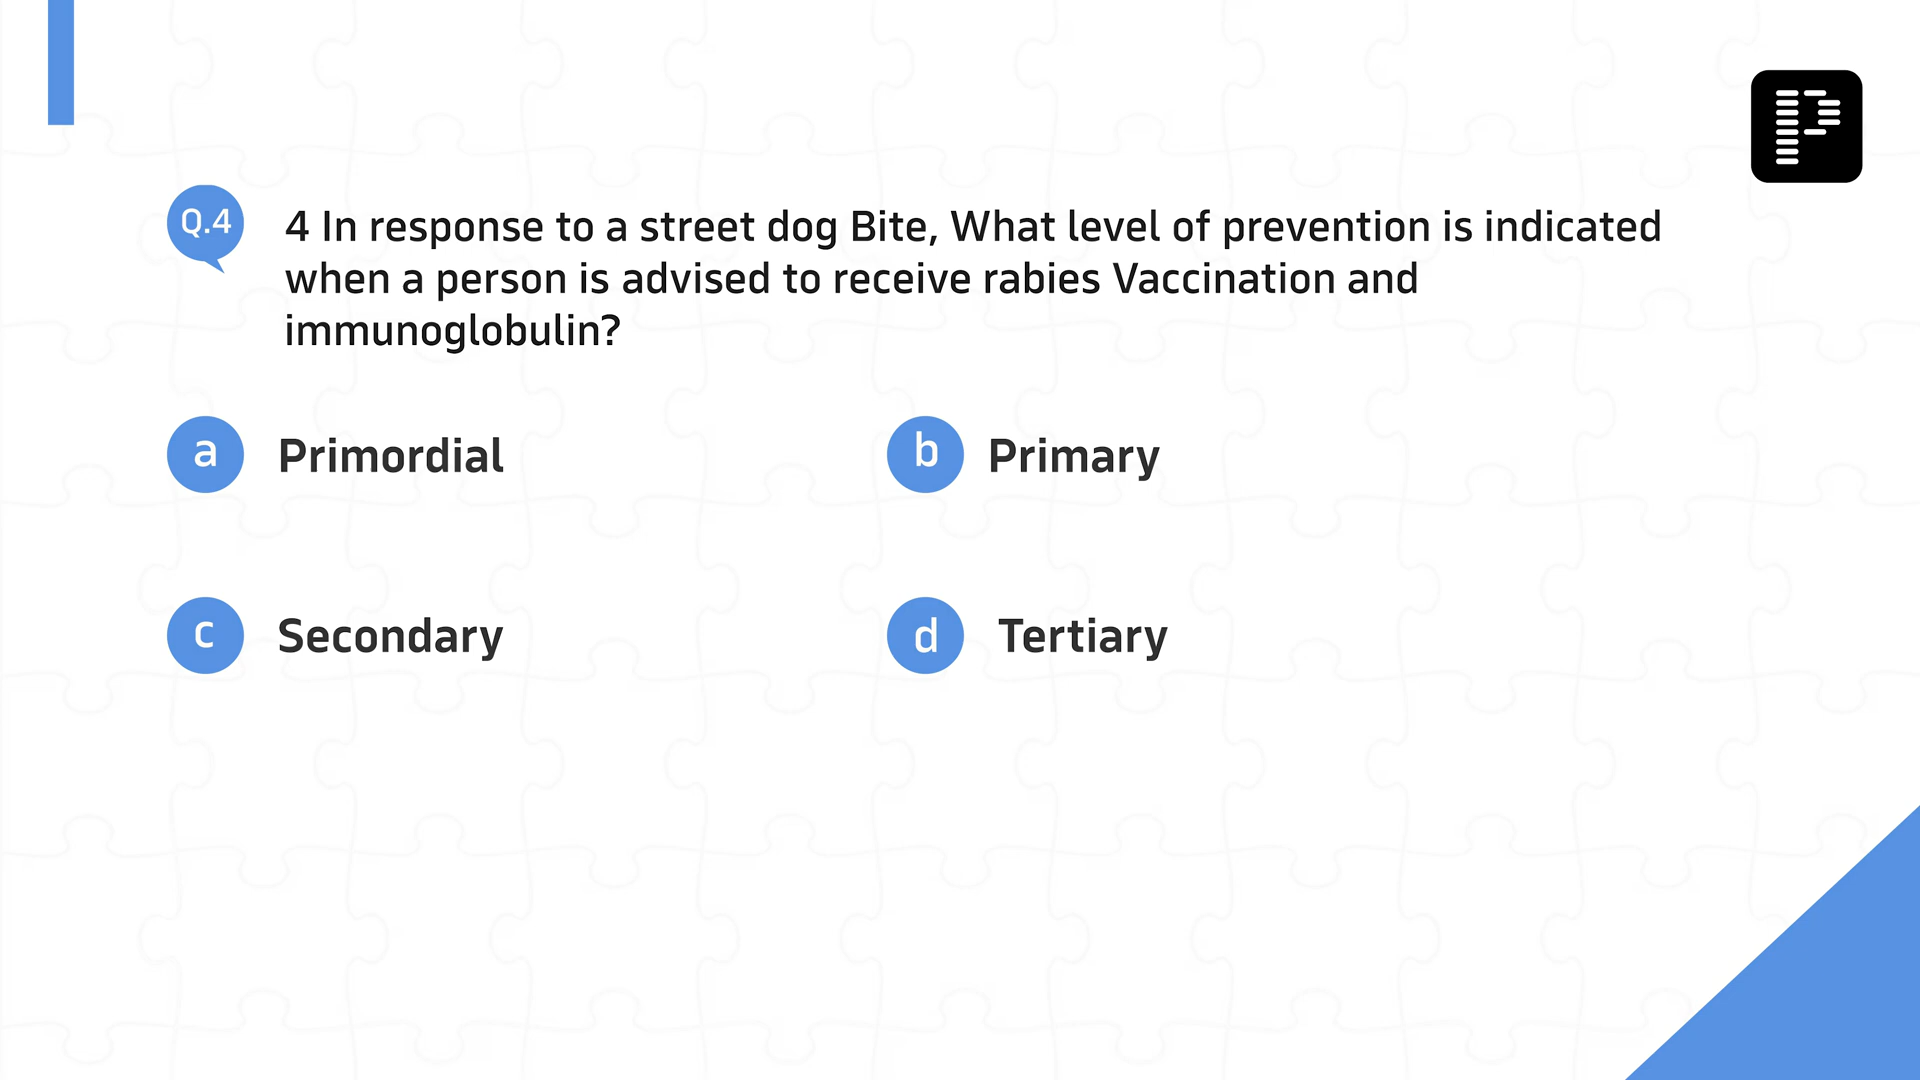 Q.4
4 In response to a street dog Bite, What level of prevention is indicated
when a person is advised to receive rabies Vaccination and
immunoglobulin?
a Primordial
b Primary
c Secondary
d Tertiary